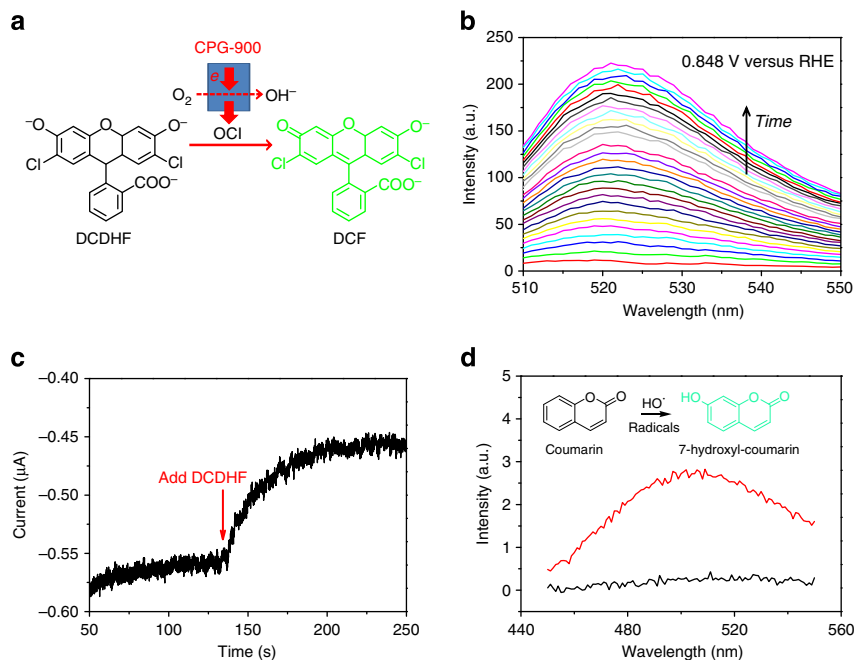 a
CPG-900
e
O₂
OH⁻
OCI
⁻O
O
O⁻
Cl
Cl
COO⁻
DCDHF
O
O
O⁻
Cl
Cl
COO⁻
DCF
b
250
200
150
100
50
0
Intensity (a.u.)
0.848 V versus RHE
Time
510
520
530
540
550
Wavelength (nm)
c
–0.40
–0.45
–0.50
–0.55
–0.60
Current (µA)
Add DCDHF
50
100
150
200
250
Time (s)
d
5
4
3
2
1
0
Intensity (a.u.)
O
O
HO·
Radicals
HO
O
O
Coumarin
7-hydroxyl-coumarin
440
480
520
560
Wavelength (nm)